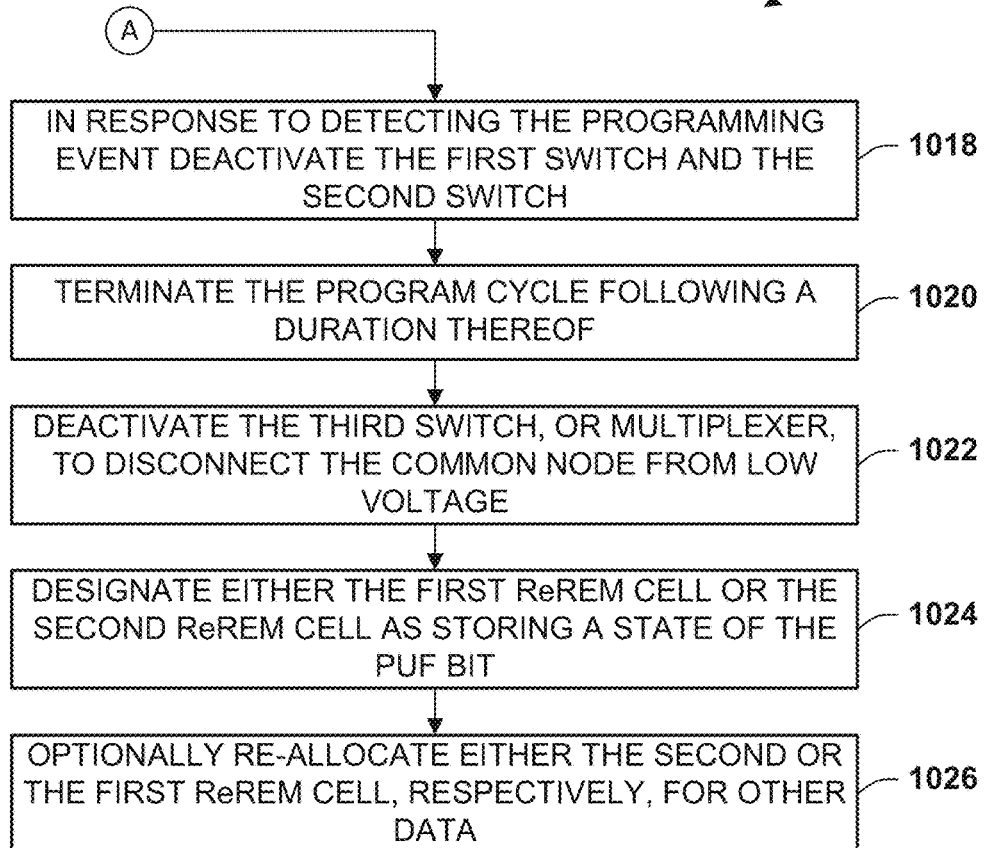 A
IN RESPONSE TO DETECTING THE PROGRAMMING
EVENT DEACTIVATE THE FIRST SWITCH AND THE
SECOND SWITCH
1018
TERMINATE THE PROGRAM CYCLE FOLLOWING A
DURATION THEREOF
1020
DEACTIVATE THE THIRD SWITCH, OR MULTIPLEXER,
TO DISCONNECT THE COMMON NODE FROM LOW
VOLTAGE
1022
DESIGNATE EITHER THE FIRST ReREM CELL OR THE
SECOND ReREM CELL AS STORING A STATE OF THE
PUF BIT
1024
OPTIONALLY RE-ALLOCATE EITHER THE SECOND OR
THE FIRST ReREM CELL, RESPECTIVELY, FOR OTHER
DATA
1026